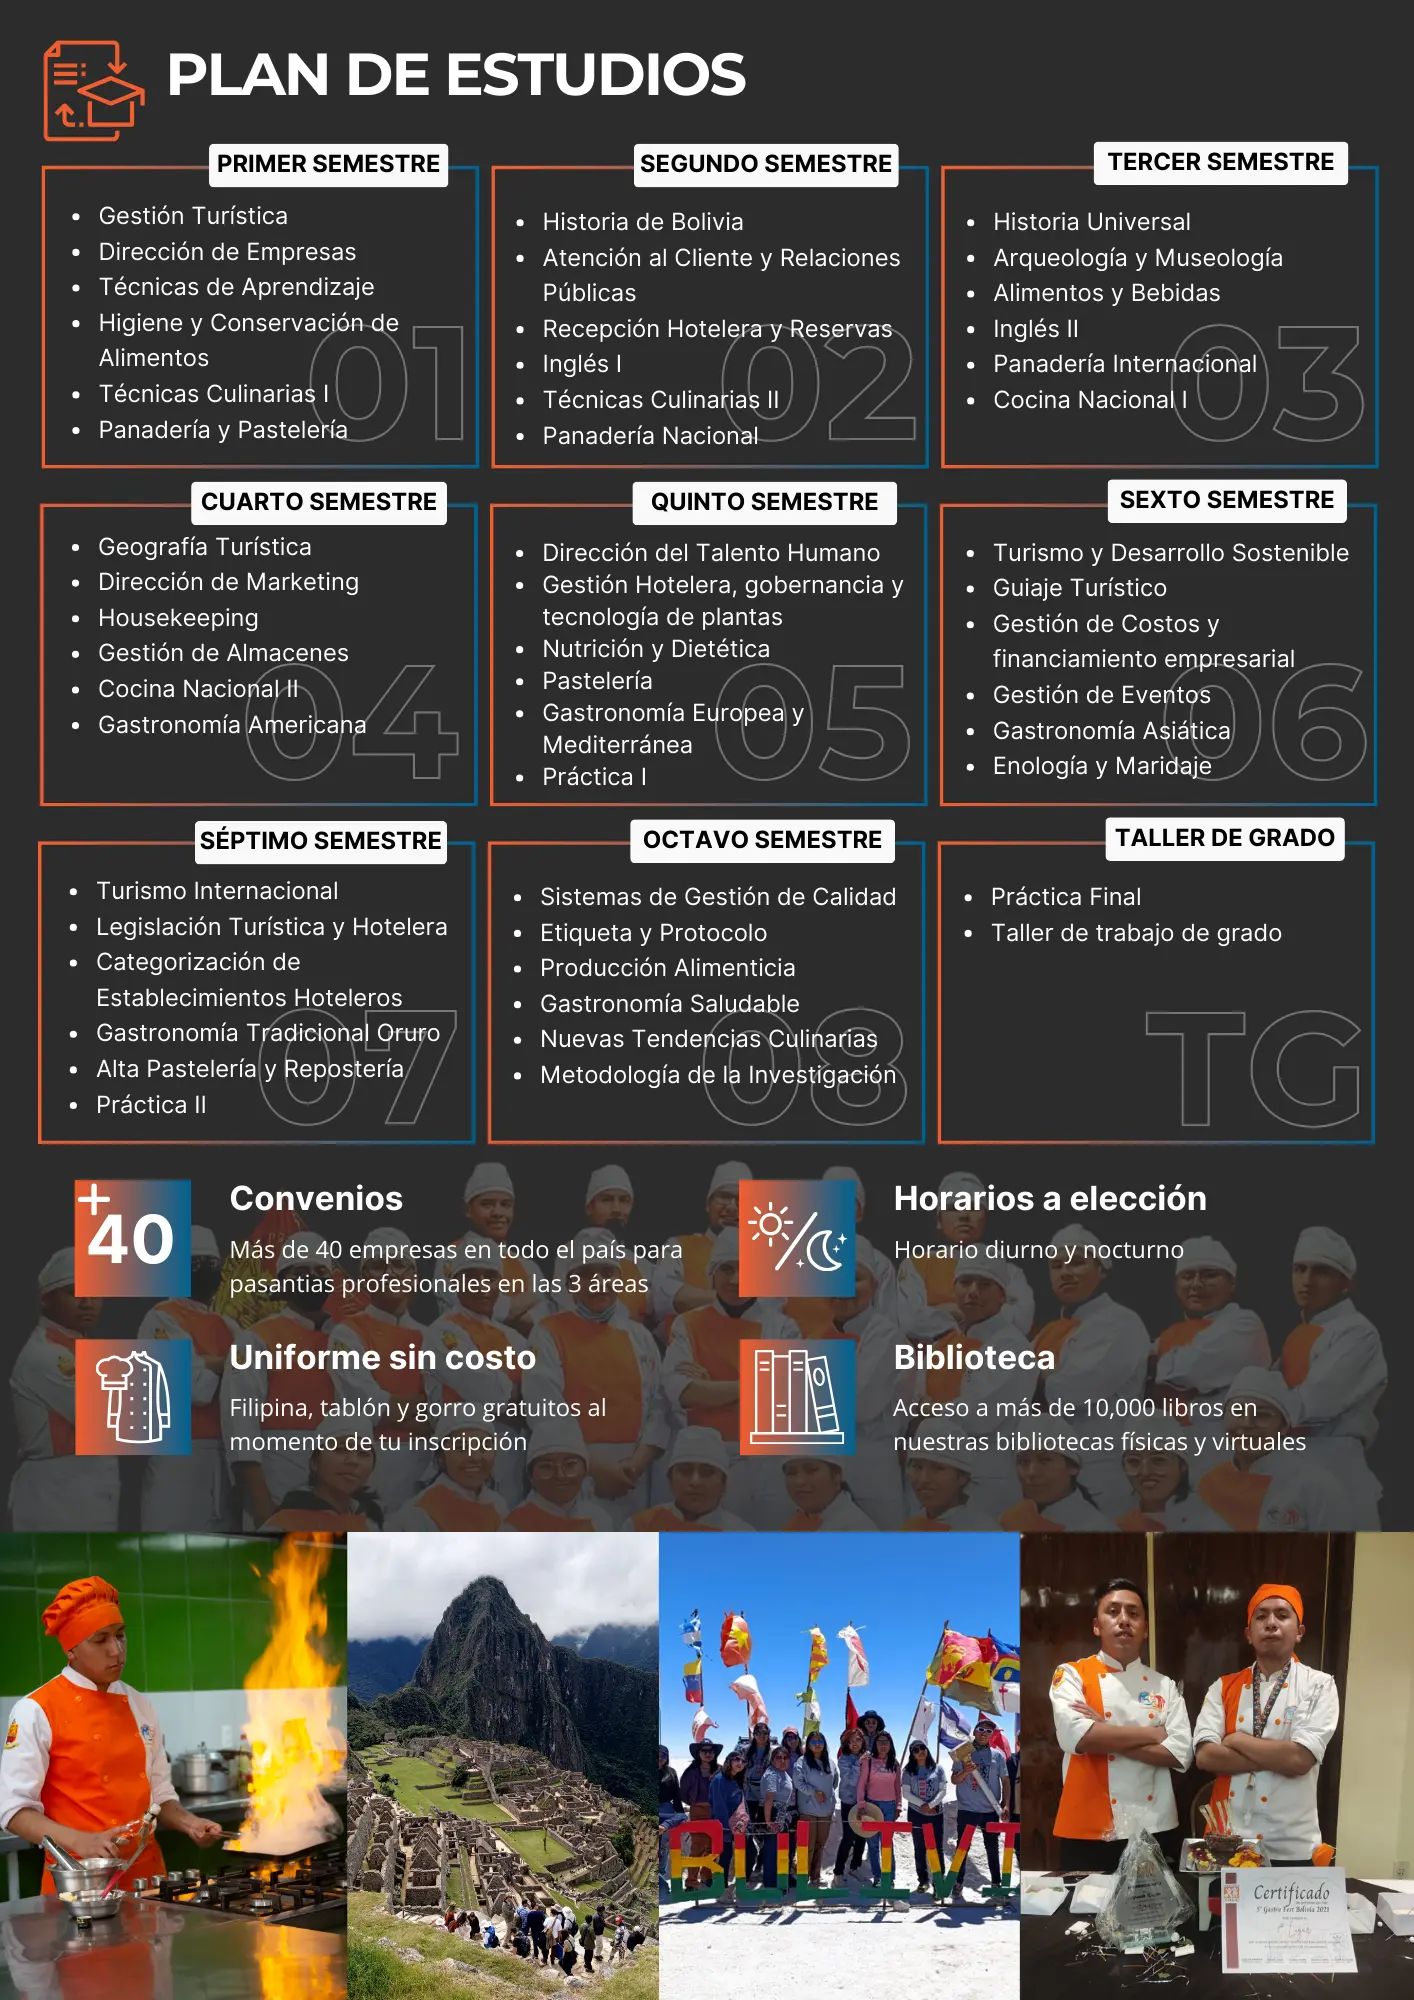 PLAN DE ESTUDIOS
PRIMER SEMESTRE
• Gestión Turística
• Dirección de Empresas
• Técnicas de Aprendizaje
• Higiene y Conservación de
Alimentos
• Técnicas Culinarias I
• Panadería y Pastelería
01
SEGUNDO SEMESTRE
• Historia de Bolivia
• Atención al Cliente y Relaciones
Públicas
• Recepción Hotelera y Reservas
• Inglés I
• Técnicas Culinarias II
• Panadería Nacional
02
TERCER SEMESTRE
• Historia Universal
• Arqueología y Museología
• Alimentos y Bebidas
• Inglés II
• Panadería Internacional
• Cocina Nacional I
03
CUARTO SEMESTRE
• Geografía Turística
• Dirección de Marketing
• Housekeeping
• Gestión de Almacenes
• Cocina Nacional II
• Gastronomía Americana
04
QUINTO SEMESTRE
• Dirección del Talento Humano
• Gestión Hotelera, gobernancia y
tecnología de plantas
• Nutrición y Dietética
• Pastelería
• Gastronomía Europea y
Mediterránea
• Práctica I
05
SEXTO SEMESTRE
• Turismo y Desarrollo Sostenible
• Guiaje Turístico
• Gestión de Costos y
financiamiento empresarial
• Gestión de Eventos
• Gastronomía Asiática
• Enología y Maridaje
06
SÉPTIMO SEMESTRE
• Turismo Internacional
• Legislación Turística y Hotelera
• Categorización de
Establecimientos Hoteleros
• Gastronomía Tradicional Oruro
• Alta Pastelería y Repostería
• Práctica II
07
OCTAVO SEMESTRE
• Sistemas de Gestión de Calidad
• Etiqueta y Protocolo
• Producción Alimenticia
• Gastronomía Saludable
• Nuevas Tendencias Culinarias
• Metodología de la Investigación
08
TALLER DE GRADO
• Práctica Final
• Taller de trabajo de grado
TG
+40
Convenios
Más de 40 empresas en todo el país para
pasantias profesionales en las 3 áreas
Horarios a elección
Horario diurno y nocturno
Uniforme sin costo
Filipina, tablón y gorro gratuitos al
momento de tu inscripción
Biblioteca
Acceso a más de 10,000 libros en
nuestras bibliotecas físicas y virtuales
BOLIVI
Certificado